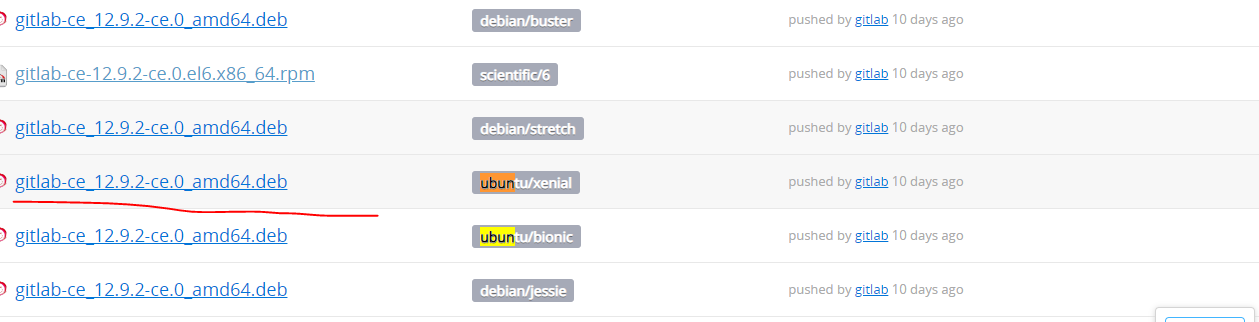 gitlab-ce_12.9.2-ce.0_amd64.deb debian/buster pushed by gitlab 10 days ago
gitlab-ce-12.9.2-ce.0.el6.x86_64.rpm scientific/6 pushed by gitlab 10 days ago
gitlab-ce_12.9.2-ce.0_amd64.deb debian/stretch pushed by gitlab 10 days ago
gitlab-ce_12.9.2-ce.0_amd64.deb ubuntu/xenial pushed by gitlab 10 days ago
gitlab-ce_12.9.2-ce.0_amd64.deb ubuntu/bionic pushed by gitlab 10 days ago
gitlab-ce_12.9.2-ce.0_amd64.deb debian/jessie pushed by gitlab 10 days ago